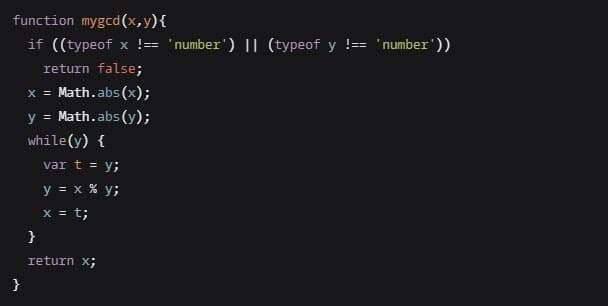 function mygcd(x,y){
  if ((typeof x !== 'number') || (typeof y !== 'number'))
    return false;
  x = Math.abs(x);
  y = Math.abs(y);
  while(y) {
    var t = y;
    y = x % y;
    x = t;
  }
  return x;
}